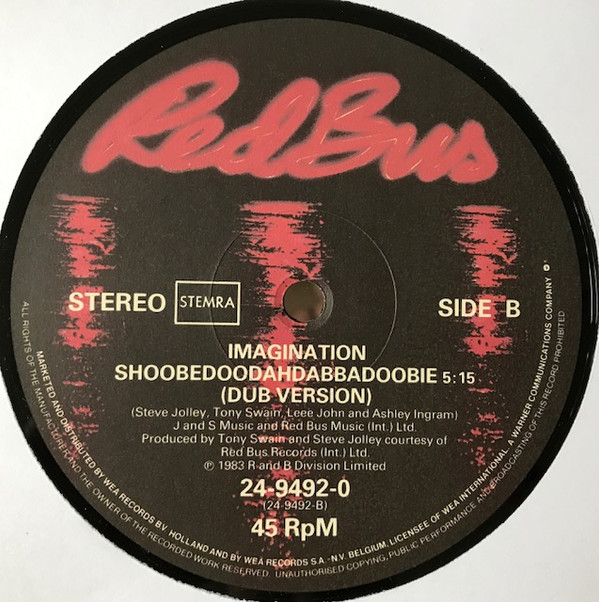 Red Bus
STEREO STEMRA SIDE B
IMAGINATION
SHOOBEDOODAHDABBADOOBIE 5:15
(DUB VERSION)
(Steve Jolley, Tony Swain, Leee John and Ashley Ingram)
J and S Music and Red Bus Music (Int.) Ltd.
Produced by Tony Swain and Steve Jolley courtesy of
Red Bus Records (Int.) Ltd.
℗ 1983 R and B Division Limited
24-9492-0
(24-9492-B)
45 RpM
MARKETED AND DISTRIBUTED BY WEA RECORDS BV. HOLLAND AND BY WEA RECORDS S.A.-N.V. BELGIUM, LICENSEE OF WEA INTERNATIONAL, A WARNER COMMUNICATIONS COMPANY
ALL RIGHTS OF THE MANUFACTURER AND THE OWNER OF THE RECORDED WORK RESERVED. UNAUTHORISED COPYING, PUBLIC PERFORMANCE AND BROADCASTING OF THIS RECORD PROHIBITED